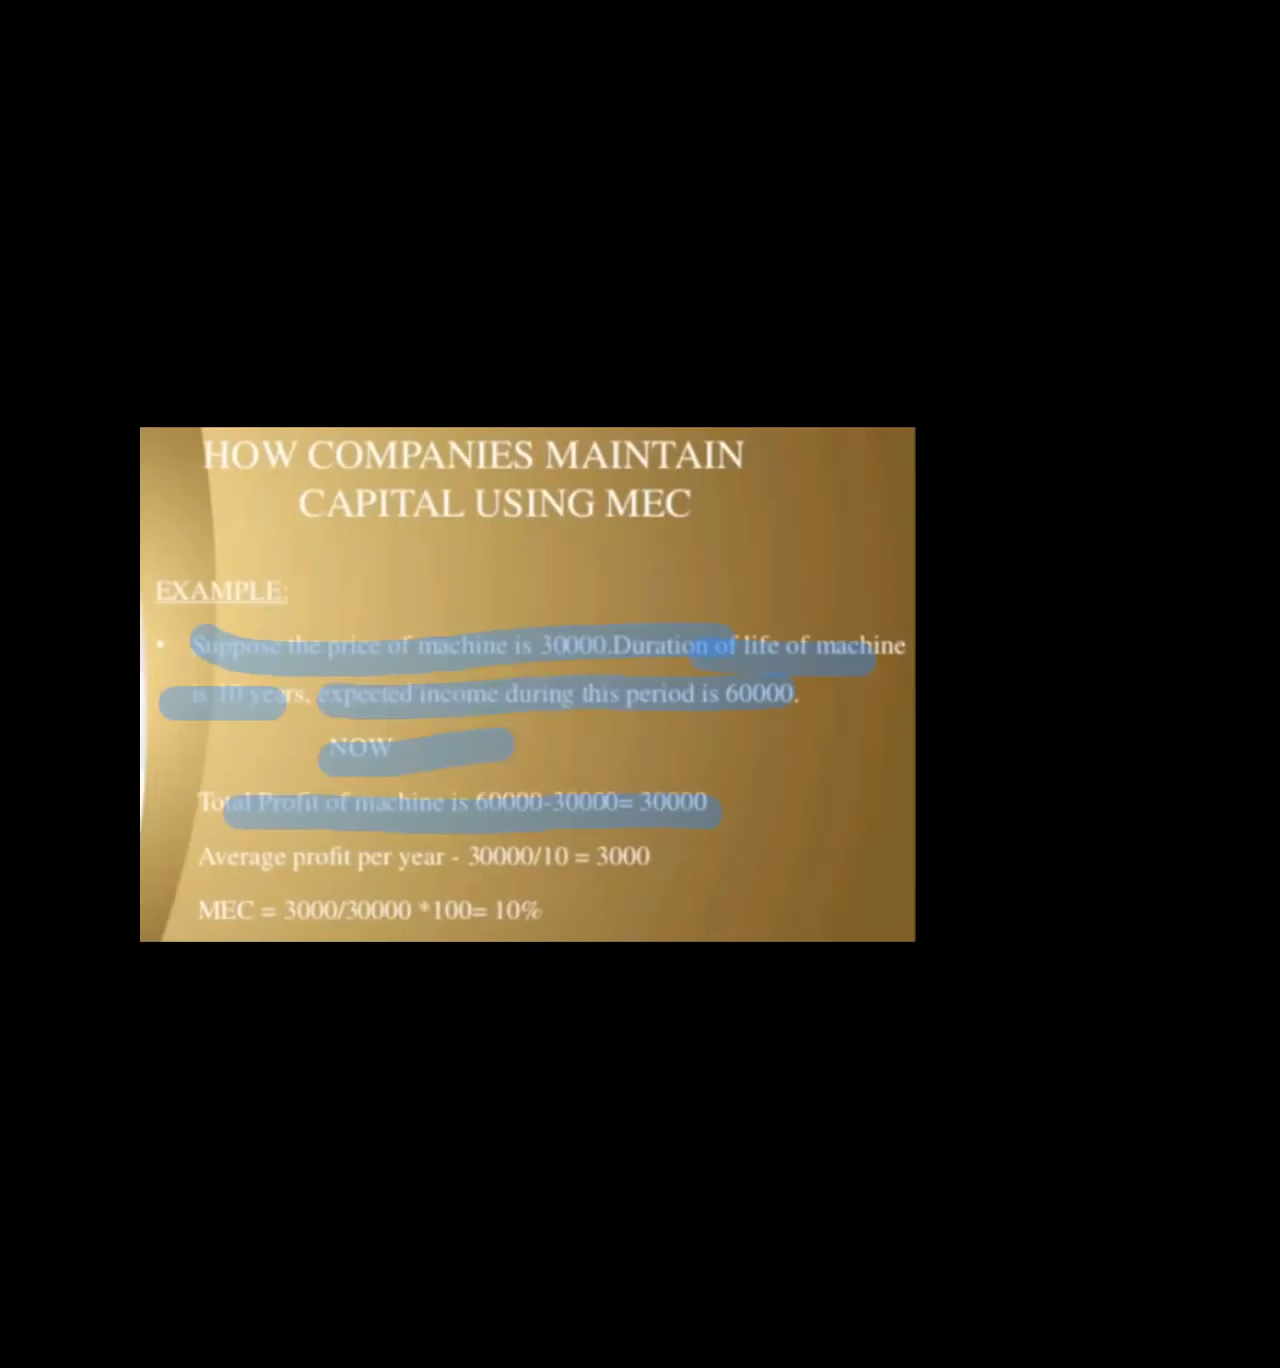 HOW COMPANIES MAINTAIN
CAPITAL USING MEC
EXAMPLE:
• Suppose the price of machine is 30000.Duration of life of machine
is 10 years, expected income during this period is 60000.
NOW
Total Profit of machine is 60000-30000= 30000
Average profit per year - 30000/10 = 3000
MEC = 3000/30000 *100= 10%